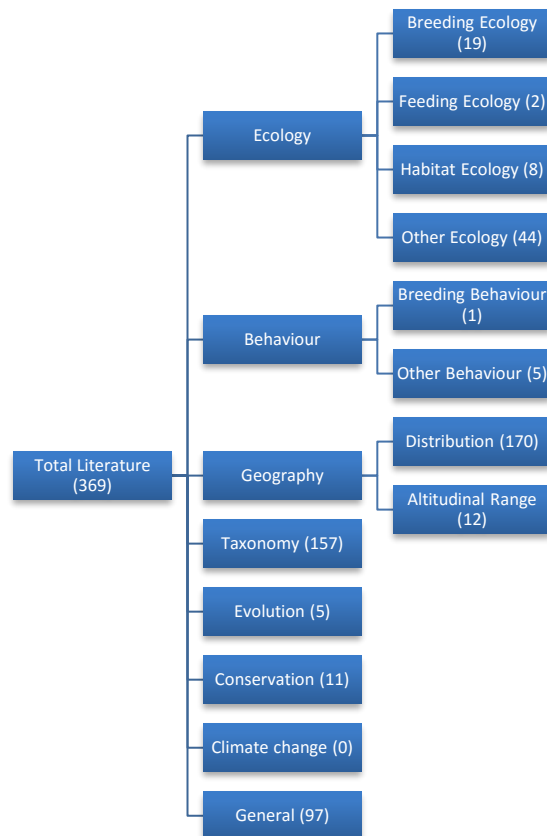 Total Literature
(369)
Ecology
Breeding Ecology
(19)
Feeding Ecology (2)
Habitat Ecology (8)
Other Ecology (44)
Behaviour
Breeding Behaviour
(1)
Other Behaviour (5)
Geography
Distribution (170)
Altitudinal Range
(12)
Taxonomy (157)
Evolution (5)
Conservation (11)
Climate change (0)
General (97)